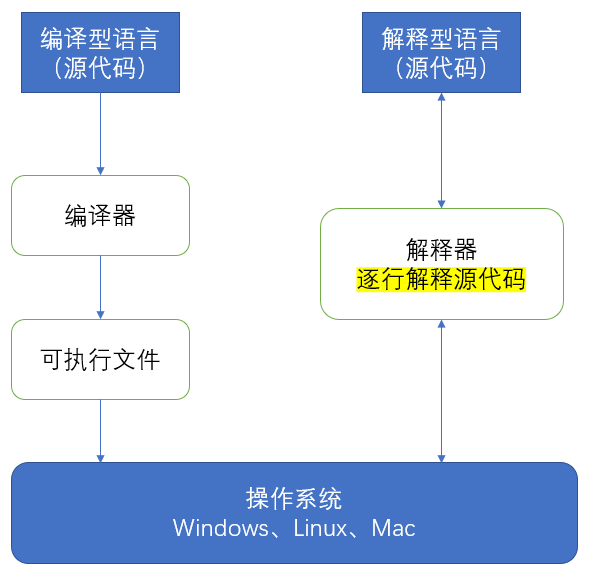 编译型语言
（源代码）
解释型语言
（源代码）
编译器
解释器
逐行解释源代码
可执行文件
操作系统
Windows、Linux、Mac